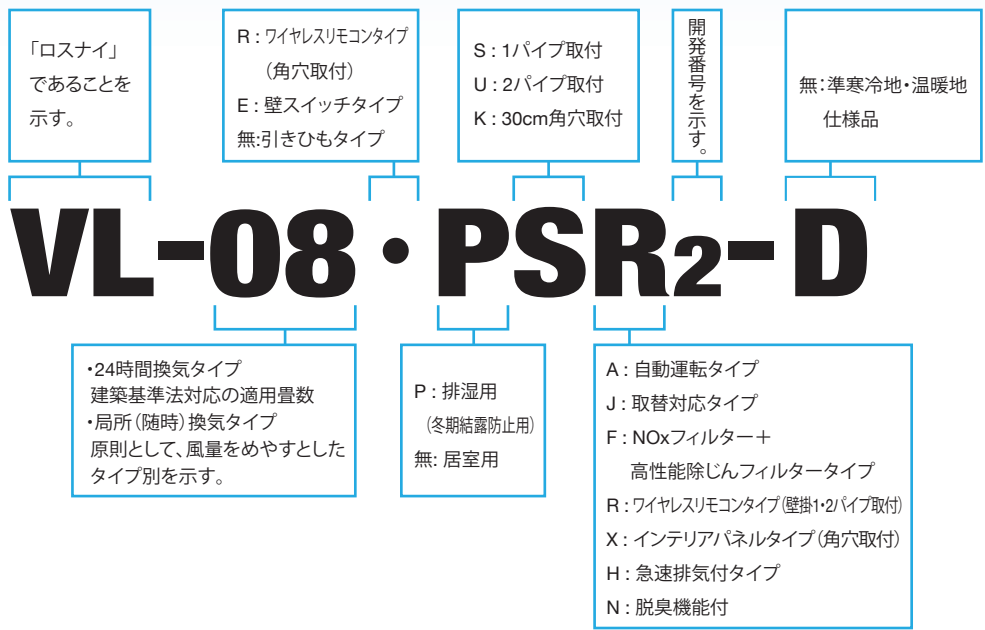 「ロスナイ」
であることを
示す。
R : ワイヤレスリモコンタイプ
(角穴取付)
E : 壁スイッチタイプ
無:引きひもタイプ
S : 1パイプ取付
U : 2パイプ取付
K : 30cm角穴取付
開発番号を示す。
無:準寒冷地・温暖地
仕様品
VL-08・PSR2-D
・24時間換気タイプ
建築基準法対応の適用畳数
・局所(随時)換気タイプ
原則として、風量をめやすとした
タイプ別を示す。
P : 排湿用
(冬期結露防止用)
無: 居室用
A : 自動運転タイプ
J : 取替対応タイプ
F : NOxフィルター+
高性能除じんフィルタータイプ
R : ワイヤレスリモコンタイプ(壁掛1・2パイプ取付)
X : インテリアパネルタイプ(角穴取付)
H : 急速排気付タイプ
N : 脱臭機能付